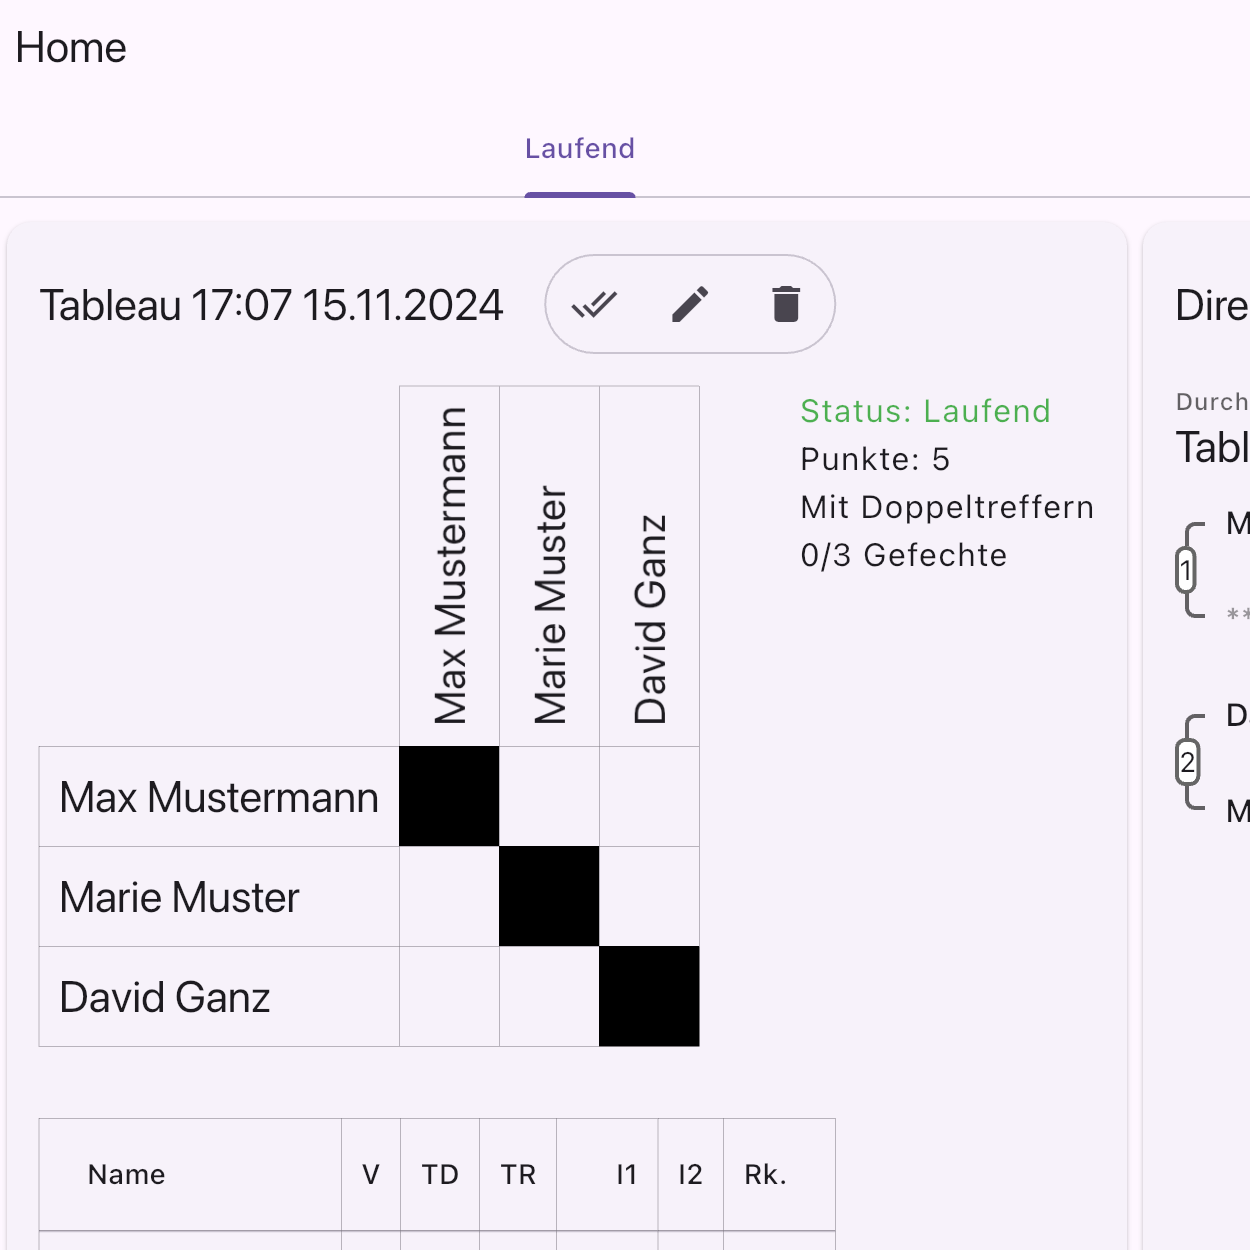 Home
Laufend
Tableau 17:07 15.11.2024
Max Mustermann
Marie Muster
David Ganz
Status: Laufend
Punkte: 5
Mit Doppeltreffern
0/3 Gefechte
Max Mustermann
Marie Muster
David Ganz
Name V TD TR I1 I2 Rk.
Dire
Durch
Tabl
M
1
**
D
2
M